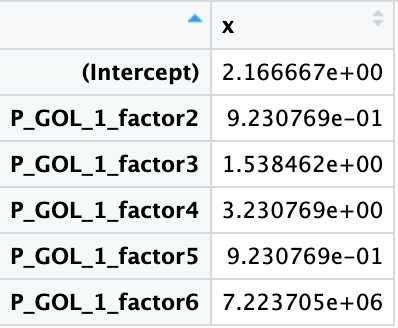 x
(Intercept) 2.166667e+00
P_GOL_1_factor2 9.230769e-01
P_GOL_1_factor3 1.538462e+00
P_GOL_1_factor4 3.230769e+00
P_GOL_1_factor5 9.230769e-01
P_GOL_1_factor6 7.223705e+06